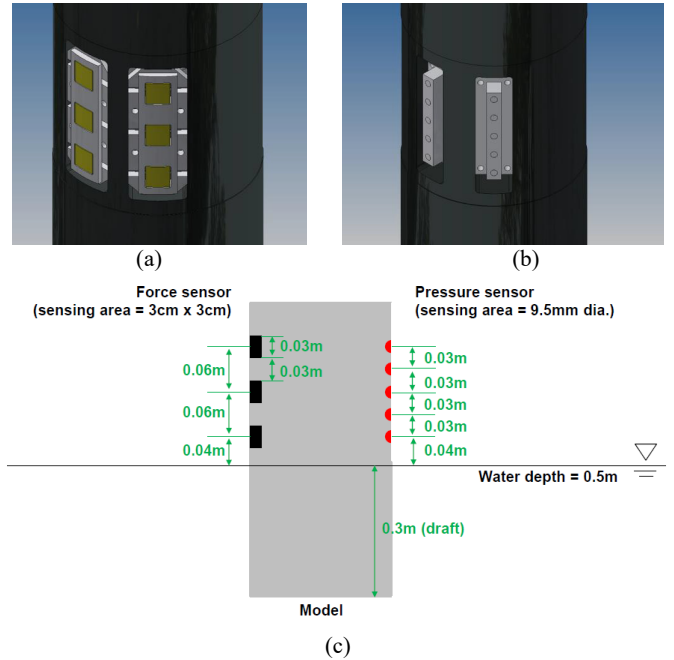 (a)
(b)
Force sensor
(sensing area = 3cm x 3cm)
Pressure sensor
(sensing area = 9.5mm dia.)
0.03m
0.03m
0.06m
0.06m
0.04m
0.03m
0.03m
0.03m
0.03m
0.04m
Water depth = 0.5m
0.3m (draft)
Model
(c)